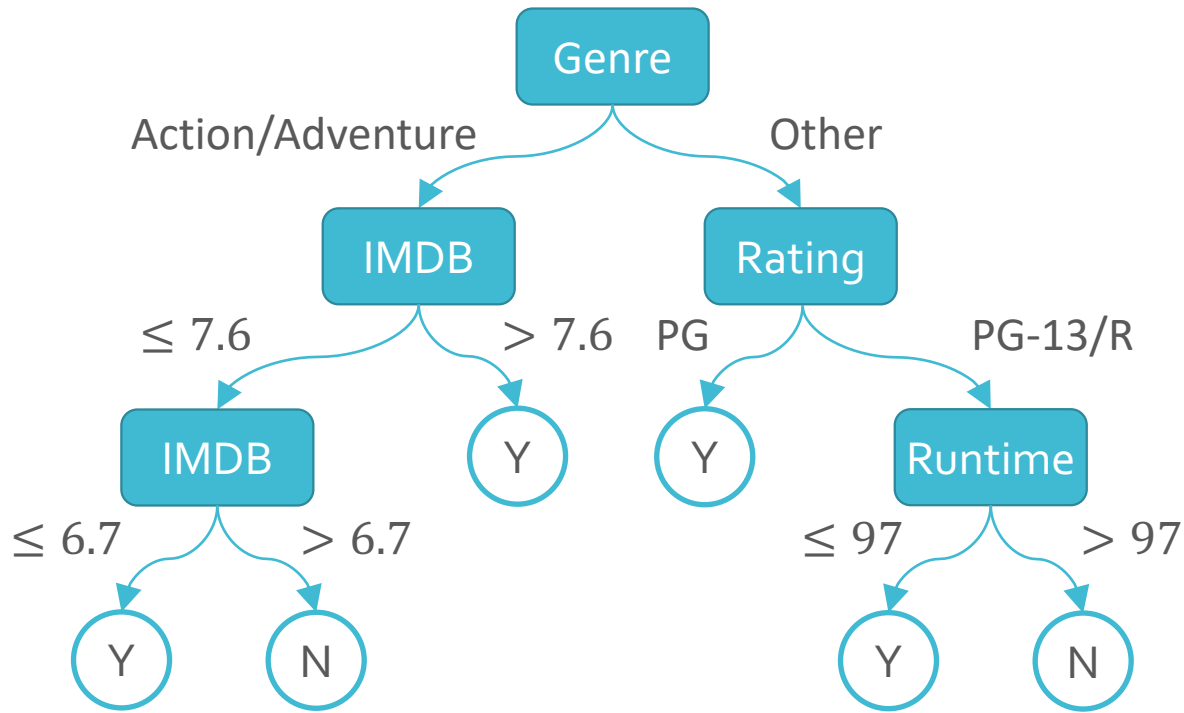 Genre
Action/Adventure Other
IMDB Rating
≤ 7.6 > 7.6 PG PG-13/R
IMDB Y Y Runtime
≤ 6.7 > 6.7 ≤ 97 > 97
Y N Y N